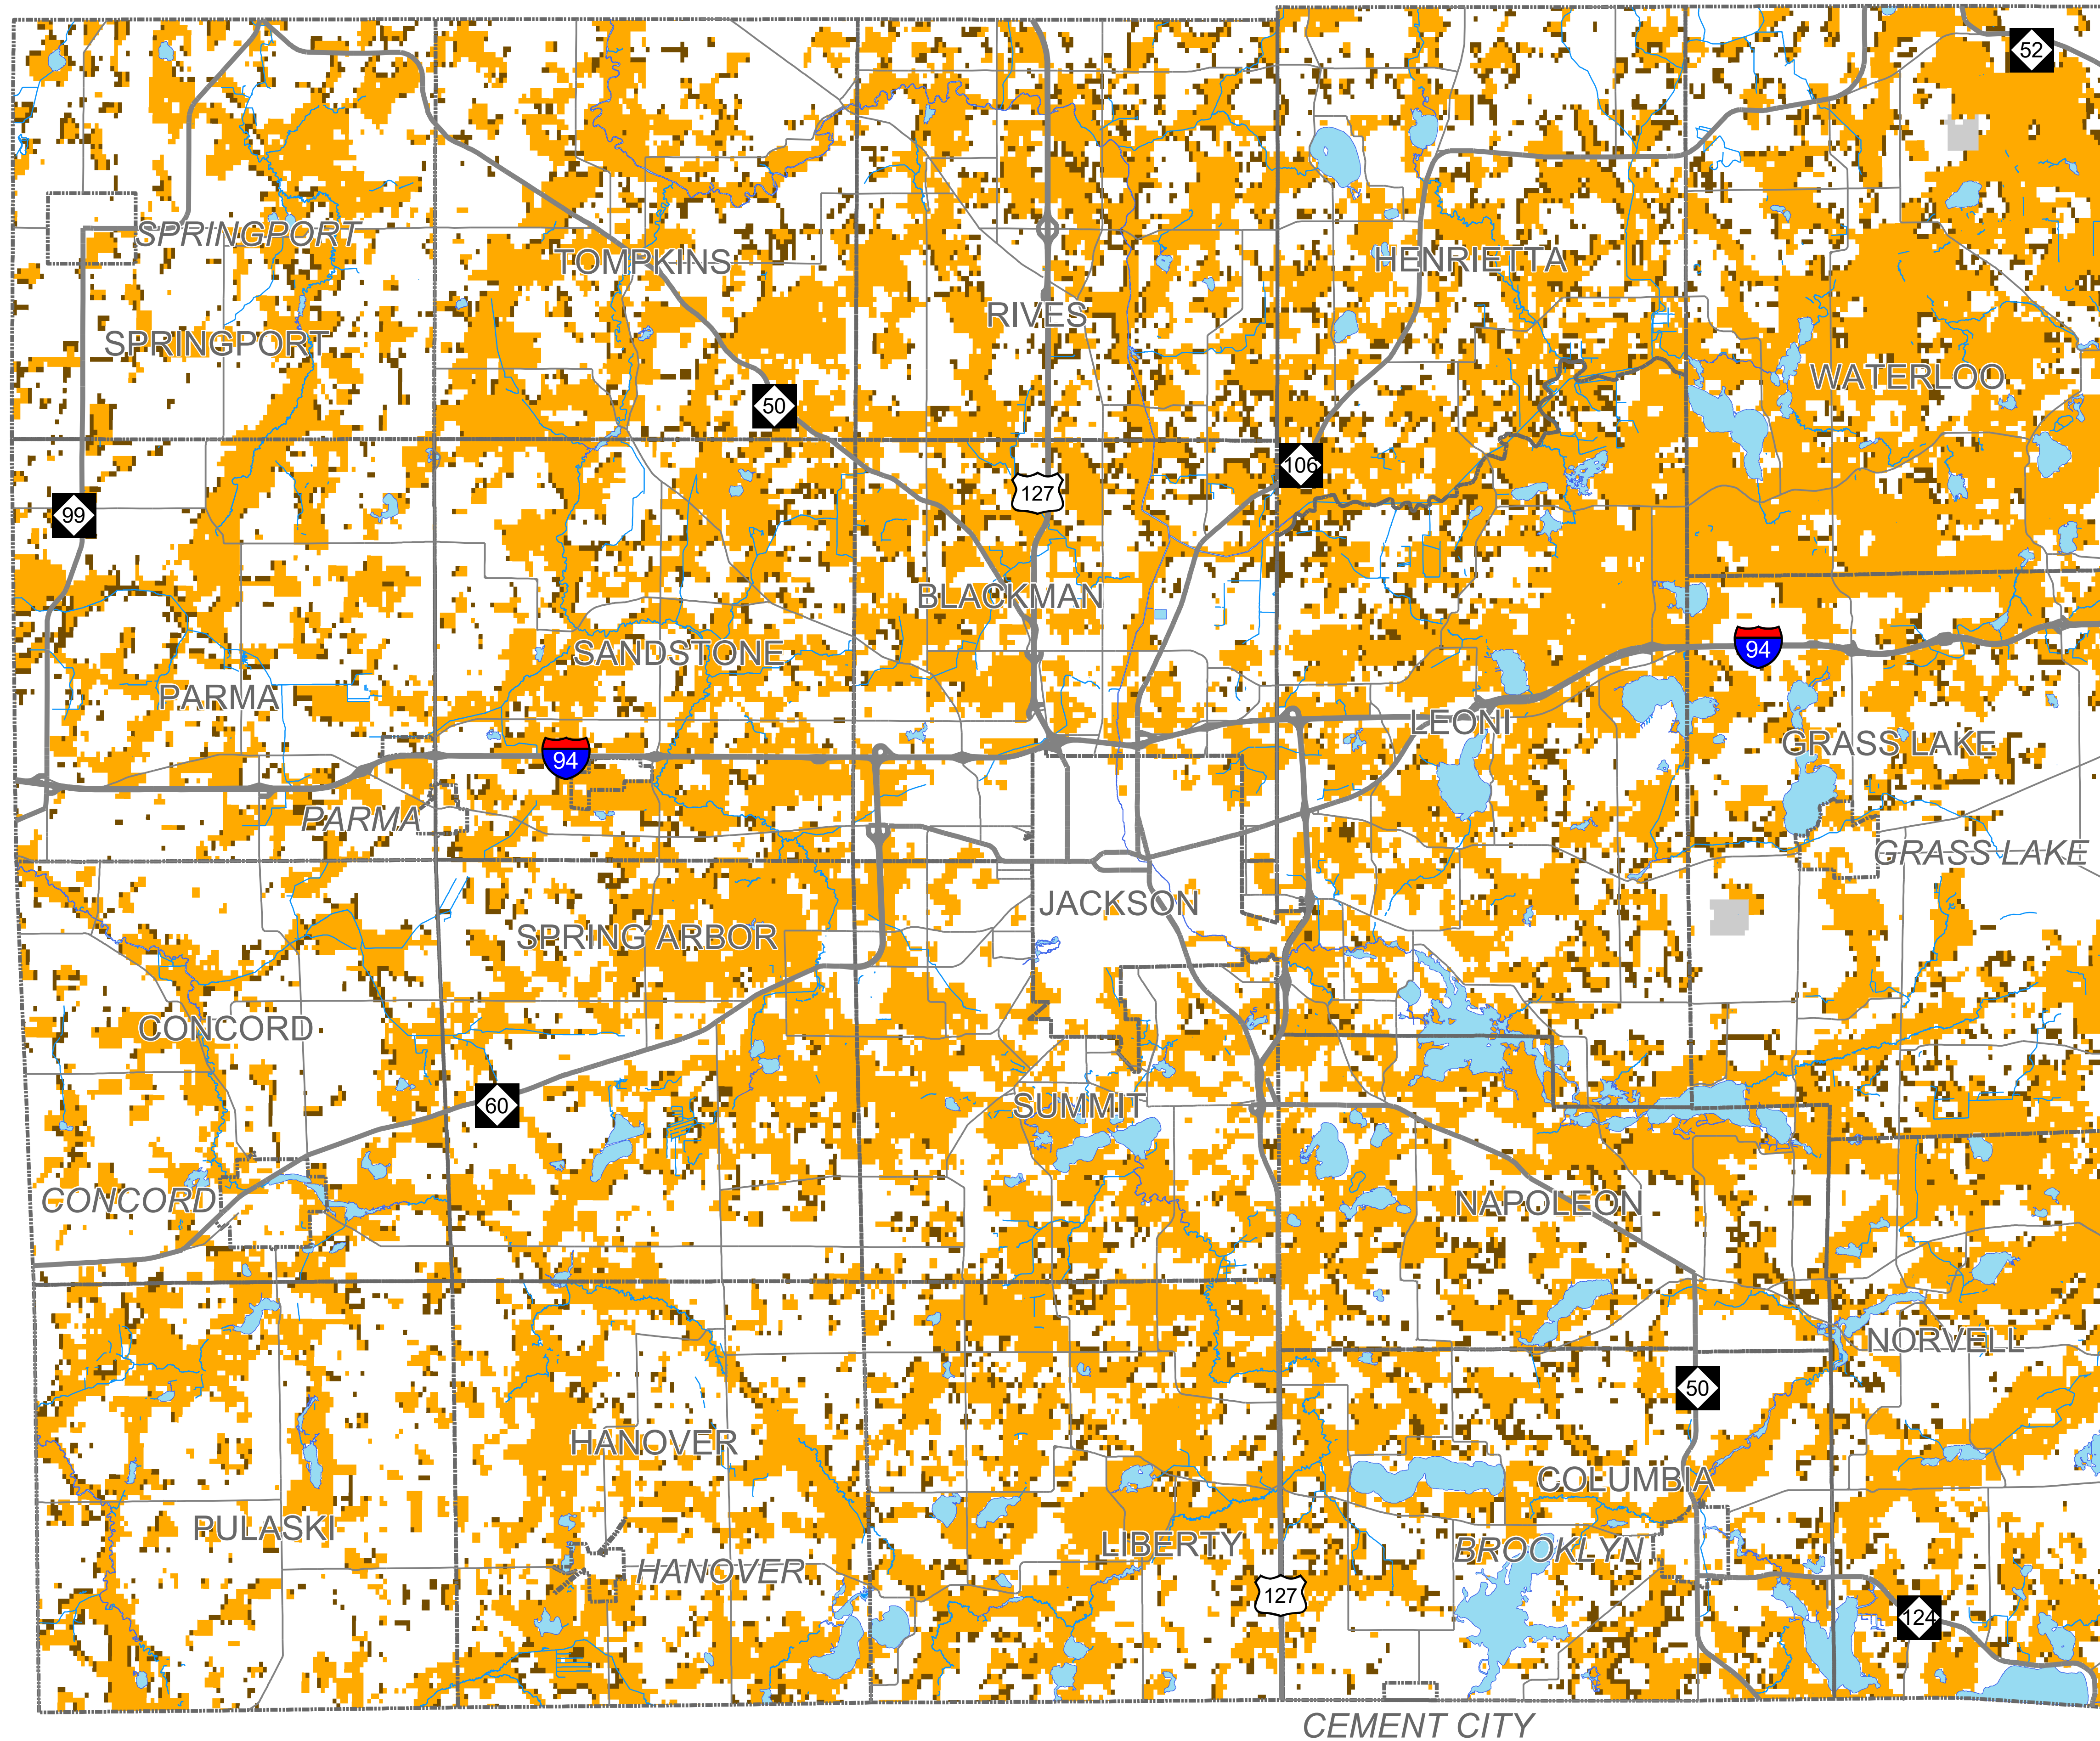 52
SPRINGPORT
TOMPKINS
HENRIETTA
RIVES
SPRINGPORT
WATERLOO
50
106
127
99
BLACKMAN
SANDSTONE
94
PARMA
LEONI
GRASS LAKE
94
PARMA
GRASS LAKE
JACKSON
SPRING ARBOR
CONCORD
60
SUMMIT
CONCORD
NAPOLEON
NORVELL
50
HANOVER
COLUMBIA
PULASKI
LIBERTY
BROOKLYN
HANOVER
127
124
CEMENT CITY